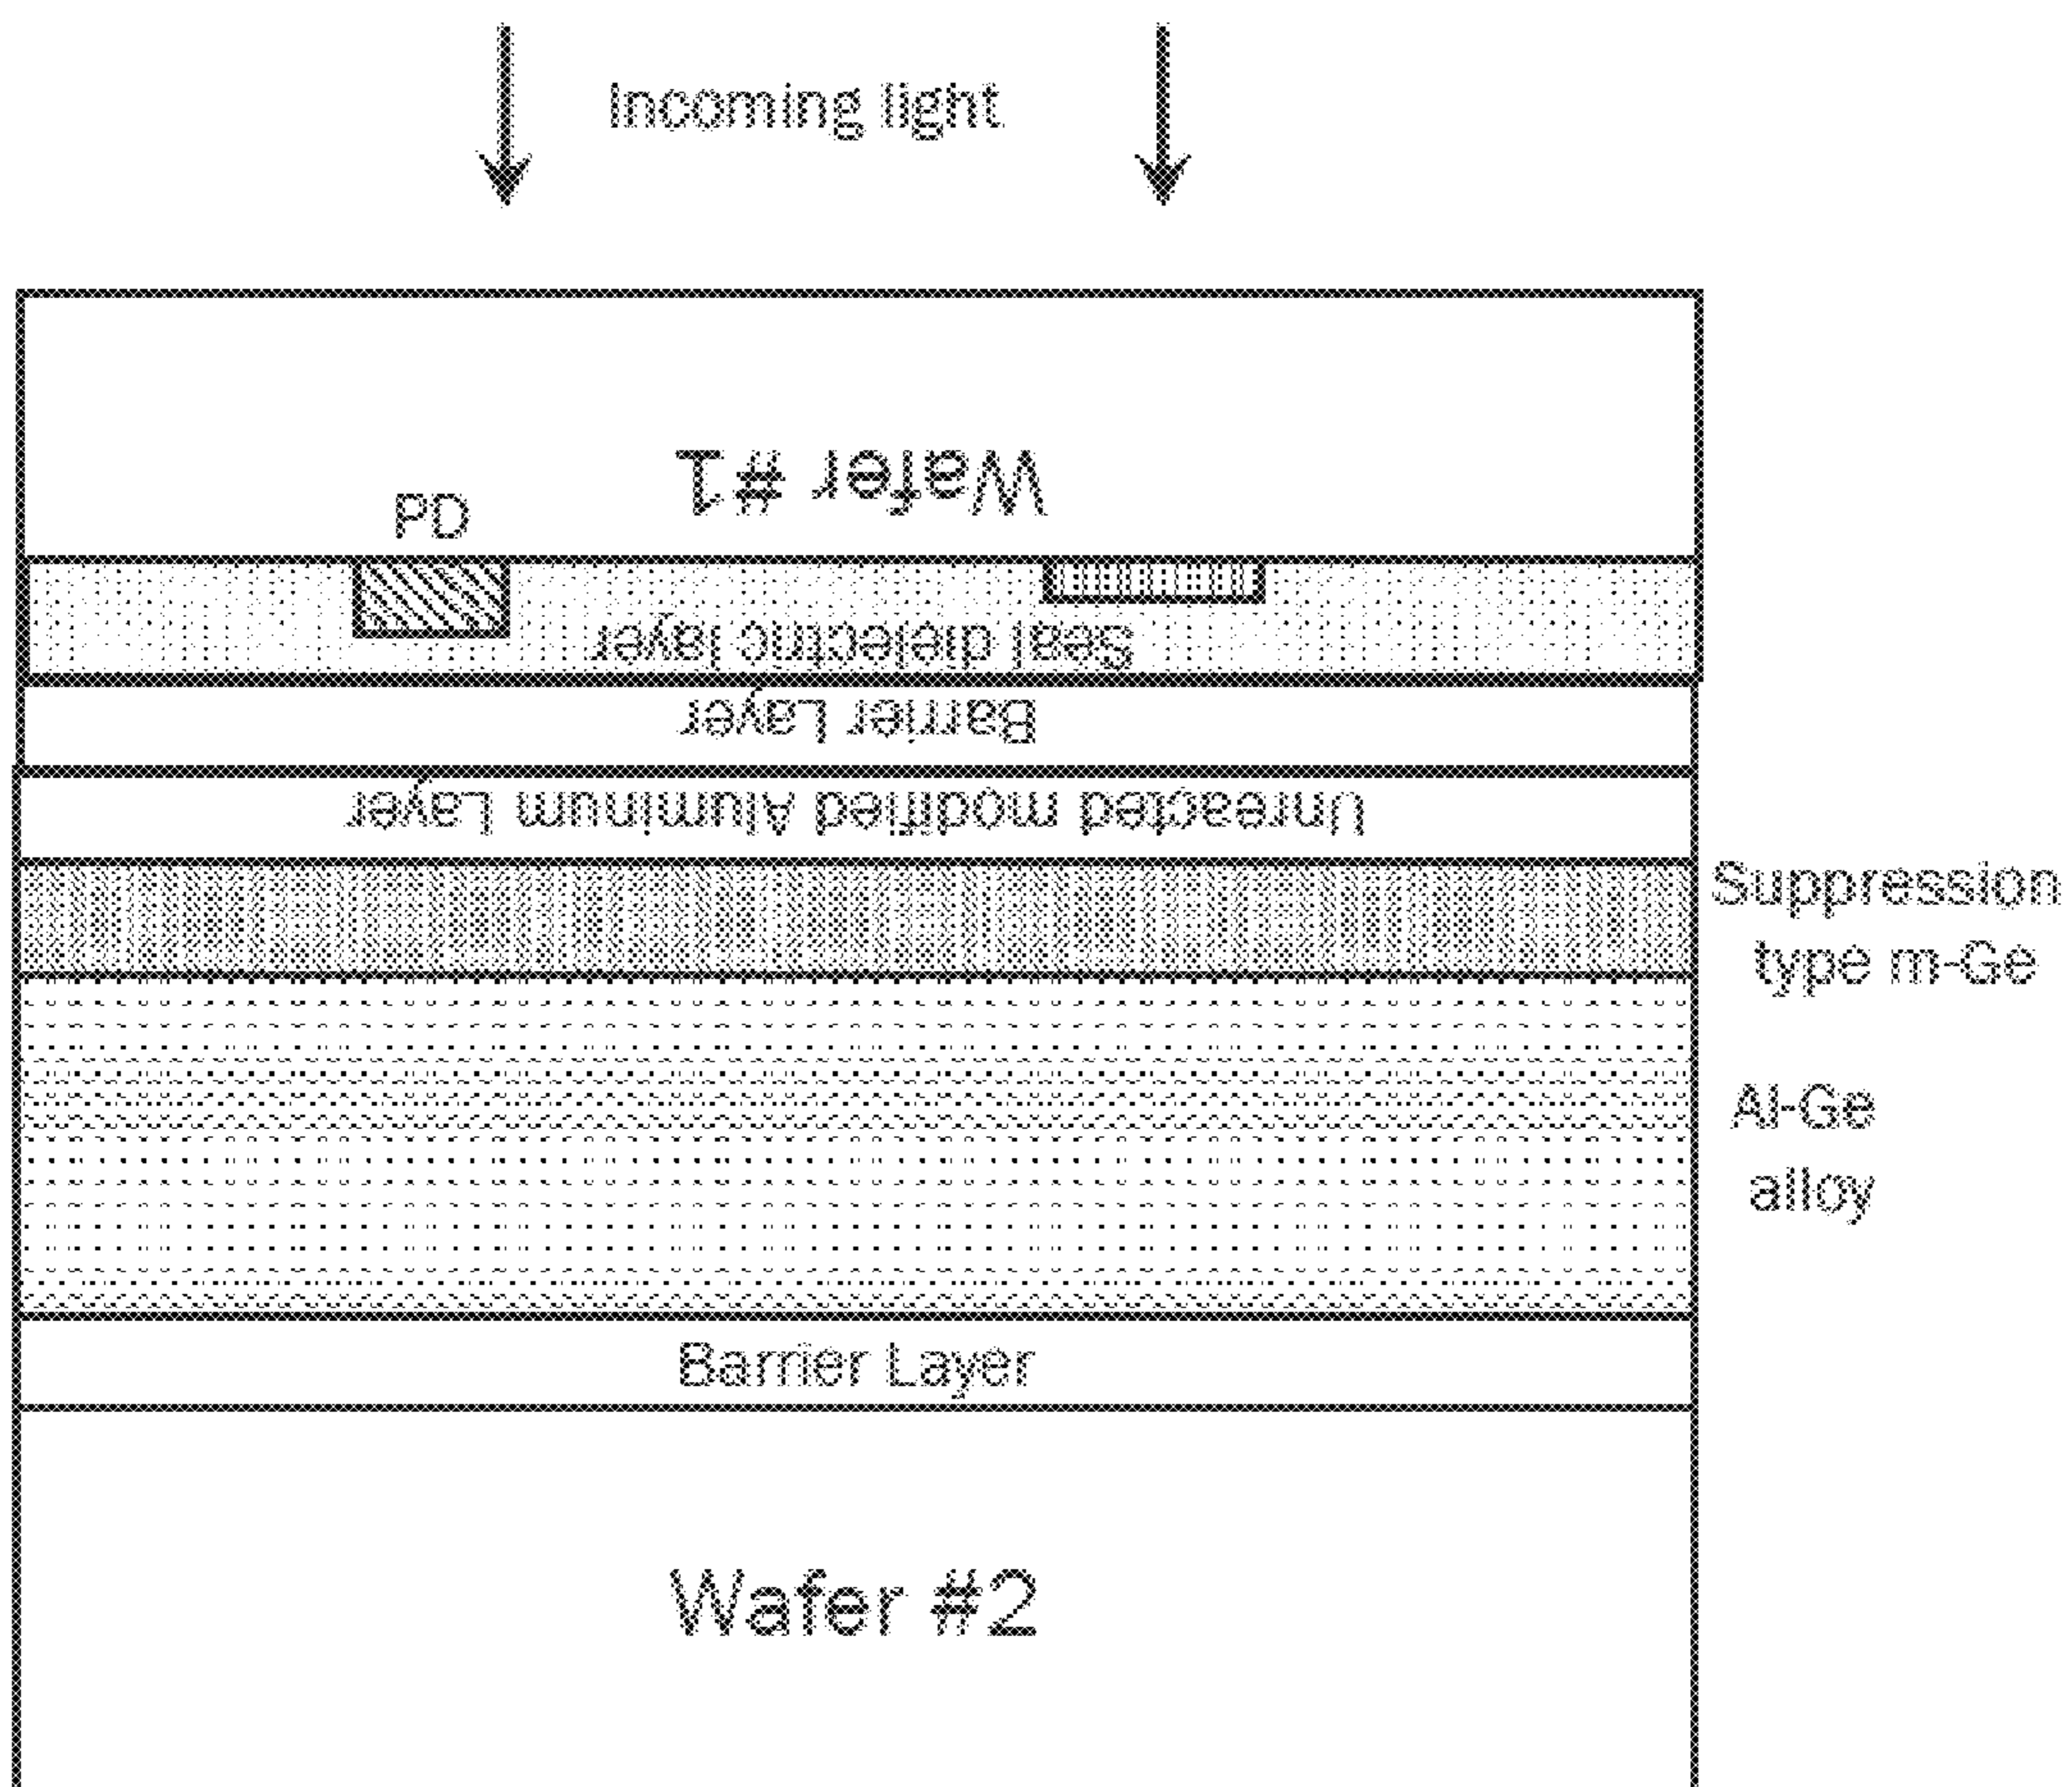 Incoming light
Wafer #1
PD
Seal dielectric layer
Barrier Layer
Unreacted modified Aluminum Layer
Suppression
type m-Ge
Al-Ge
alloy
Barrier Layer
Wafer #2